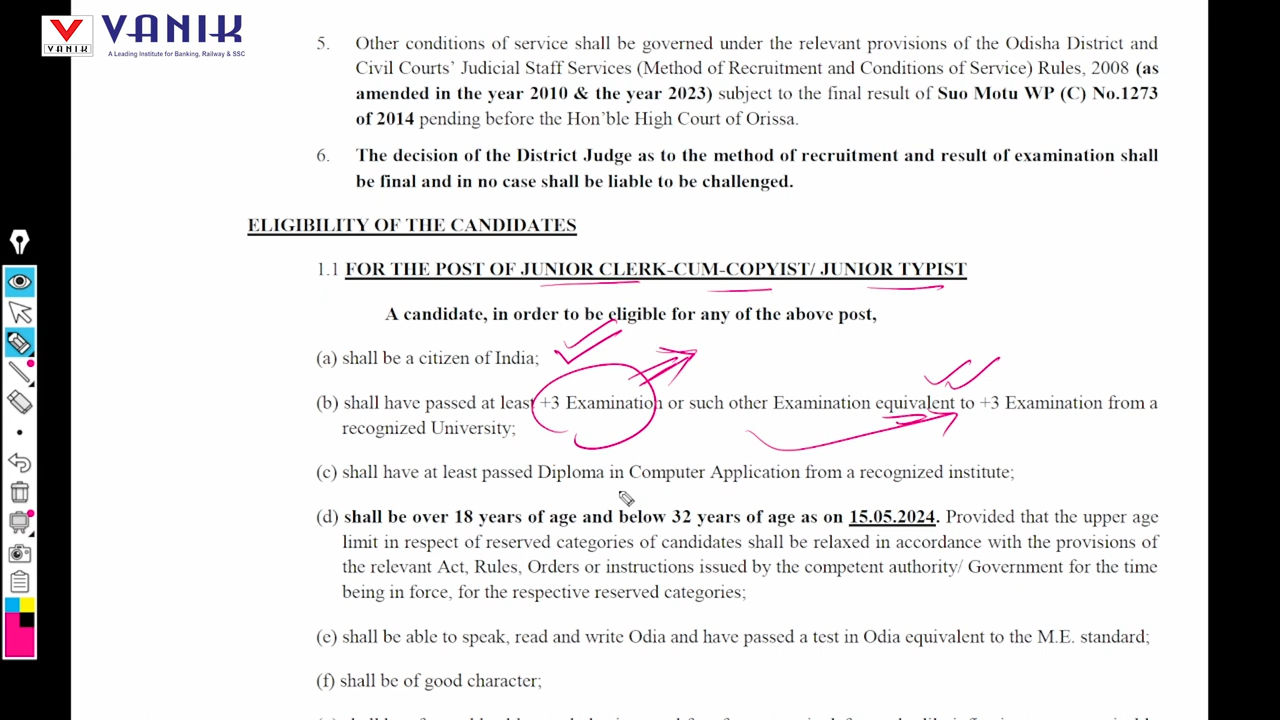 VANIK
VANIK
A Leading Institute for Banking, Railway & SSC
5. Other conditions of service shall be governed under the relevant provisions of the Odisha District and
Civil Courts' Judicial Staff Services (Method of Recruitment and Conditions of Service) Rules, 2008 (as
amended in the year 2010 & the year 2023) subject to the final result of Suo Motu WP (C) No.1273
of 2014 pending before the Hon'ble High Court of Orissa.
6. The decision of the District Judge as to the method of recruitment and result of examination shall
be final and in no case shall be liable to be challenged.
ELIGIBILITY OF THE CANDIDATES
1.1 FOR THE POST OF JUNIOR CLERK-CUM-COPYIST/ JUNIOR TYPIST
A candidate, in order to be eligible for any of the above post,
(a) shall be a citizen of India;
(b) shall have passed at least +3 Examination or such other Examination equivalent to +3 Examination from a
recognized University;
(c) shall have at least passed Diploma in Computer Application from a recognized institute;
(d) shall be over 18 years of age and below 32 years of age as on 15.05.2024. Provided that the upper age
limit in respect of reserved categories of candidates shall be relaxed in accordance with the provisions of
the relevant Act, Rules, Orders or instructions issued by the competent authority/ Government for the time
being in force, for the respective reserved categories;
(e) shall be able to speak, read and write Odia and have passed a test in Odia equivalent to the M.E. standard;
(f) shall be of good character;